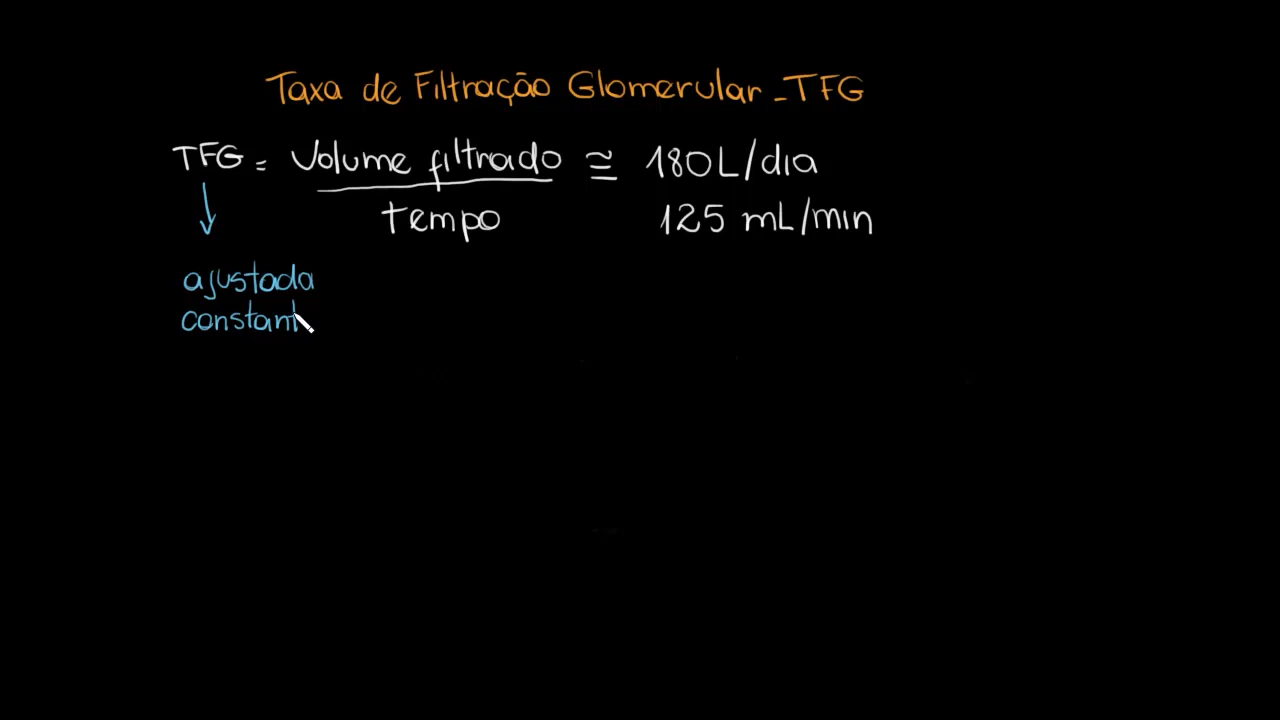 Taxa de Filtração Glomerular - TFG
TFG = Volume filtrado ≅ 180L/dia
tempo 125 mL/min
ajustada
constant